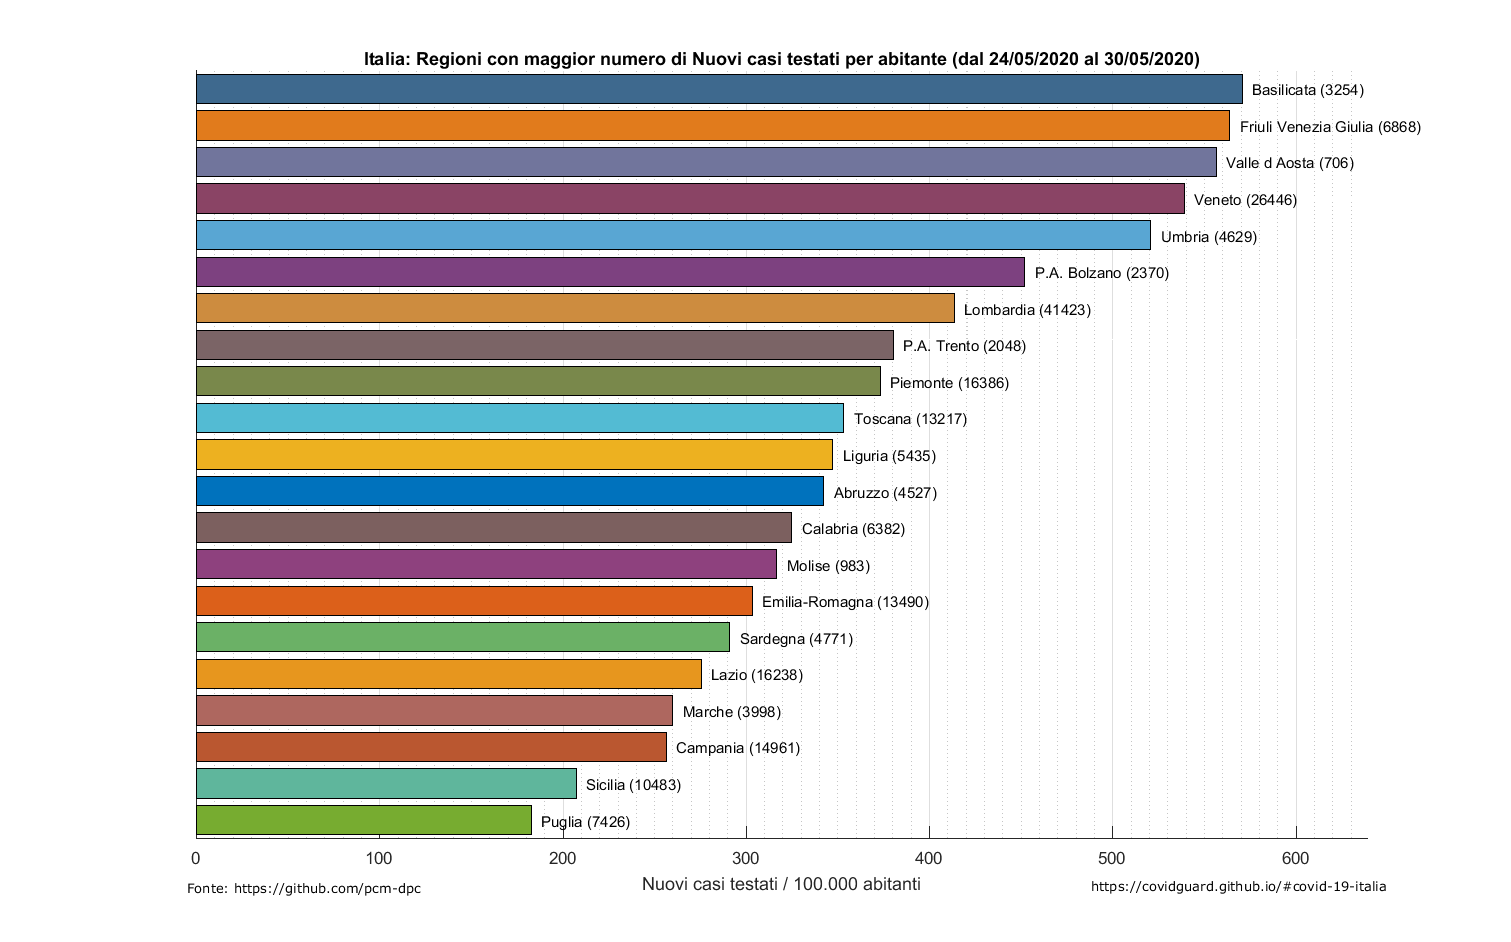 Italia: Regioni con maggior numero di Nuovi casi testati per abitante (dal 24/05/2020 al 30/05/2020)
Basilicata (3254)
Friuli Venezia Giulia (6868)
Valle d Aosta (706)
Veneto (26446)
Umbria (4629)
P.A. Bolzano (2370)
Lombardia (41423)
P.A. Trento (2048)
Piemonte (16386)
Toscana (13217)
Liguria (5435)
Abruzzo (4527)
Calabria (6382)
Molise (983)
Emilia-Romagna (13490)
Sardegna (4771)
Lazio (16238)
Marche (3998)
Campania (14961)
Sicilia (10483)
Puglia (7426)
0 100 200 300 400 500 600
Nuovi casi testati / 100.000 abitanti
Fonte: https://github.com/pcm-dpc
https://covidguard.github.io/#covid-19-italia